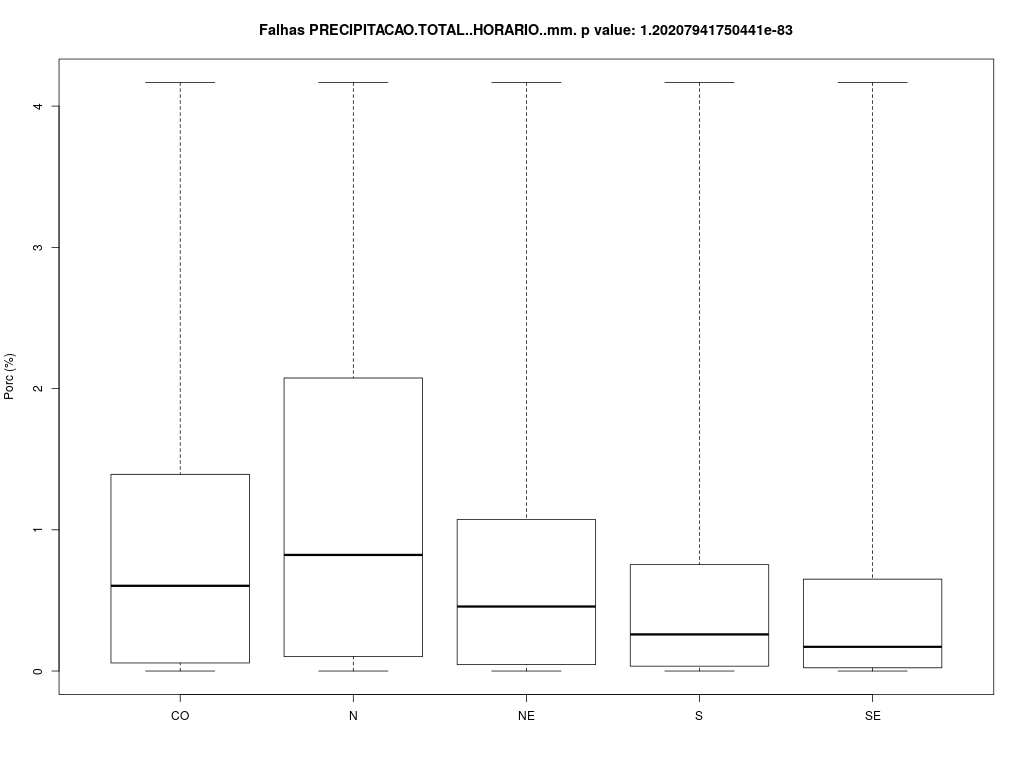 Falhas PRECIPITACAO.TOTAL..HORARIO..mm. p value: 1.20207941750441e-83
Porc (%)
4
3
2
1
0
CO N NE S SE